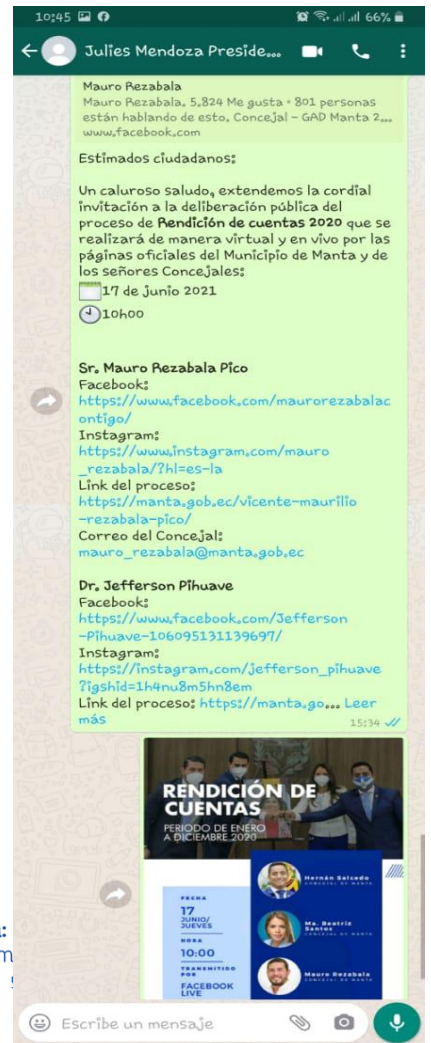 10:45 66%
Julies Mendoza Preside...
Mauro Rezabala
Mauro Rezabala. 5,824 Me gusta · 801 personas
están hablando de esto. Concejal - GAD Manta 2...
www.facebook.com
Estimados ciudadanos:
Un caluroso saludo, extendemos la cordial
invitación a la deliberación pública del
proceso de Rendición de cuentas 2020 que se
realizará de manera virtual y en vivo por las
páginas oficiales del Municipio de Manta y de
los señores Concejales:
17 de junio 2021
10h00
Sr. Mauro Rezabala Pico
Facebook:
https://www.facebook.com/maurorezabalac
ontigo/
Instagram:
https://www.instagram.com/mauro
_rezabala/?hl=es-la
Link del proceso:
https://manta.gob.ec/vicente-maurilio
-rezabala-pico/
Correo del Concejal:
mauro_rezabala@manta.gob.ec
Dr. Jefferson Pihuave
Facebook:
https://www.facebook.com/Jefferson
-Pihuave-106095131139697/
Instagram:
https://instagram.com/jefferson_pihuave
?igshid=1h4nu8m5hn8em
Link del proceso: https://manta.go... Leer
más 15:34
RENDICIÓN DE
CUENTAS
PERIODO DE ENERO
A DICIEMBRE 2020
FECHA
17
JUNIO/
JUEVES
HORA
10:00
TRANSMITIDO
POR
FACEBOOK
LIVE
Hernán Salcedo
CONCEJAL DE MANTA
Ma. Beatriz
Santos
CONCEJAL DE MANTA
Mauro Rezabala
CONCEJAL DE MANTA
Escribe un mensaje